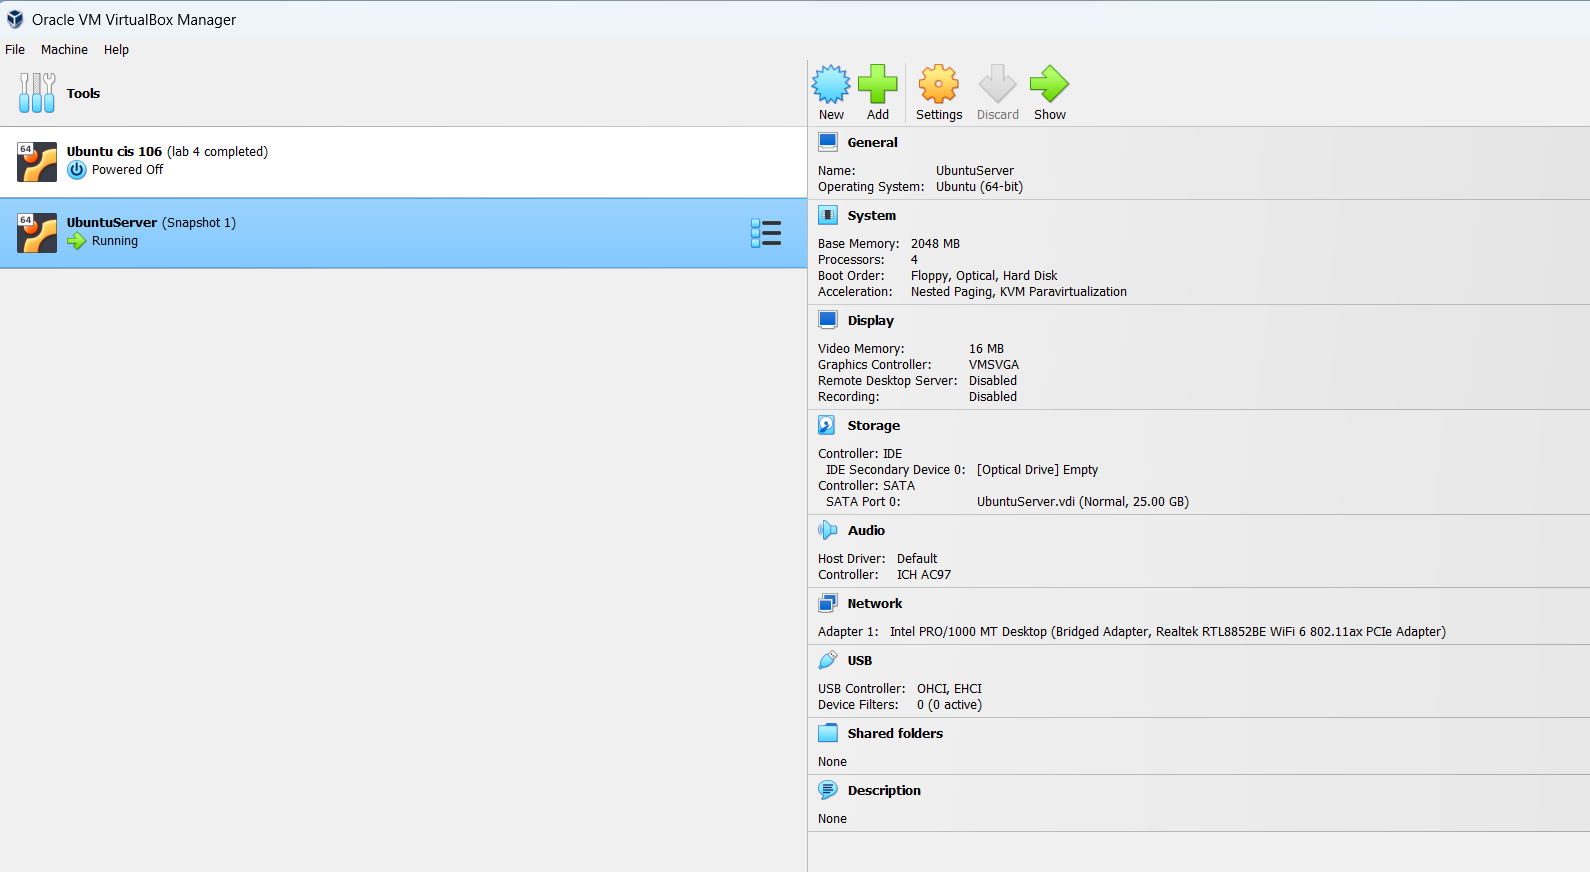 Oracle VM VirtualBox Manager
File Machine Help
Tools
64
Ubuntu cis 106 (lab 4 completed)
Powered Off
64
UbuntuServer (Snapshot 1)
Running
New Add Settings Discard Show
General
Name: UbuntuServer
Operating System: Ubuntu (64-bit)
System
Base Memory: 2048 MB
Processors: 4
Boot Order: Floppy, Optical, Hard Disk
Acceleration: Nested Paging, KVM Paravirtualization
Display
Video Memory: 16 MB
Graphics Controller: VMSVGA
Remote Desktop Server: Disabled
Recording: Disabled
Storage
Controller: IDE
IDE Secondary Device 0: [Optical Drive] Empty
Controller: SATA
SATA Port 0: UbuntuServer.vdi (Normal, 25.00 GB)
Audio
Host Driver: Default
Controller: ICH AC97
Network
Adapter 1: Intel PRO/1000 MT Desktop (Bridged Adapter, Realtek RTL8852BE WiFi 6 802.11ax PCIe Adapter)
USB
USB Controller: OHCI, EHCI
Device Filters: 0 (0 active)
Shared folders
None
Description
None